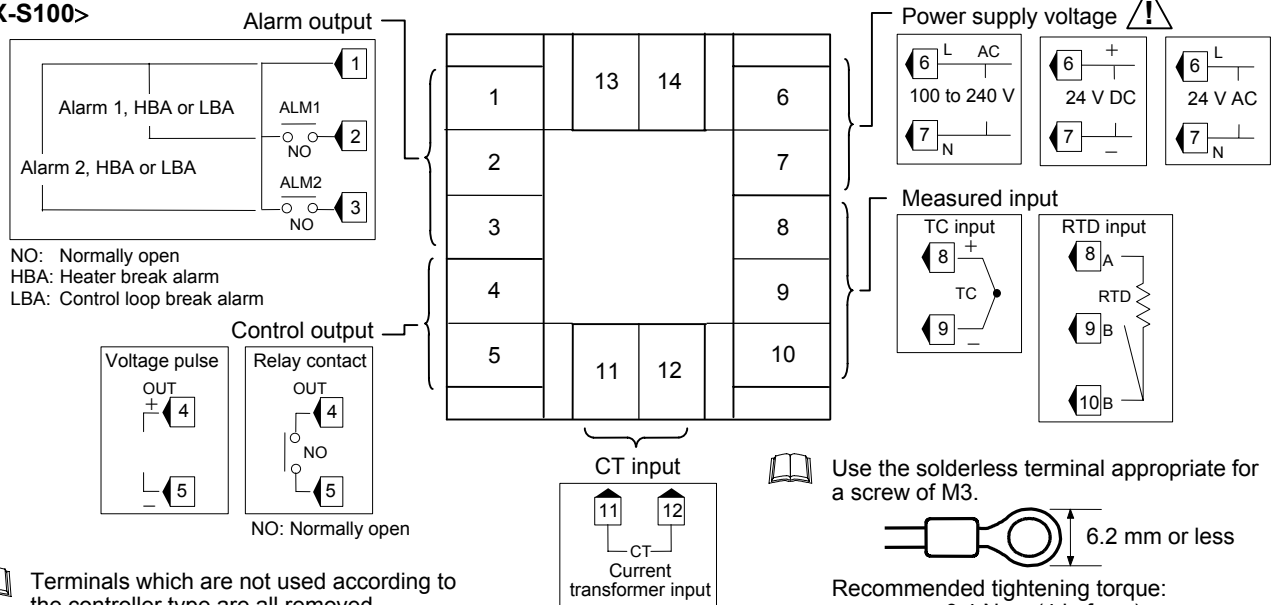 X-S100>
Alarm output
Power supply voltage
1
Alarm 1, HBA or LBA
ALM1
NO
2
Alarm 2, HBA or LBA
ALM2
NO
3
NO: Normally open
HBA: Heater break alarm
LBA: Control loop break alarm
Control output
Voltage pulse
OUT
+
4
5
–
Relay contact
OUT
4
NO
5
NO: Normally open
13 14
1
2
3
4
5
6
7
8
9
10
11 12
6 L AC
100 to 240 V
7 N
6 +
24 V DC
7 –
6 L
24 V AC
7 N
Measured input
TC input
8 +
TC
9 –
RTD input
8 A
RTD
9 B
10 B
CT input
11 12
CT
Current
transformer input
Use the solderless terminal appropriate for
a screw of M3.
6.2 mm or less
Recommended tightening torque:
Terminals which are not used according to
the controller type are all removed